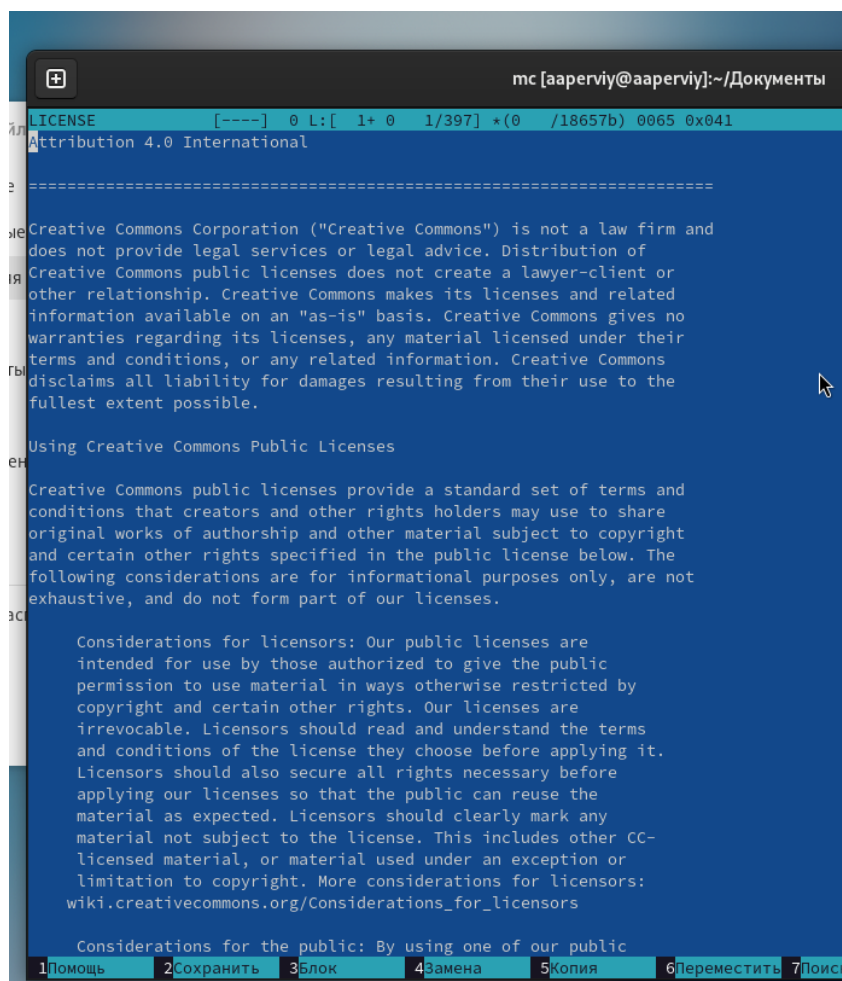 mc [aaperviy@aaperviy]:~/Документы
LICENSE [----] 0 L:[ 1+ 0 1/397] *(0 /18657b) 0065 0x041
Attribution 4.0 International
=======================================================================
Creative Commons Corporation ("Creative Commons") is not a law firm and
does not provide legal services or legal advice. Distribution of
Creative Commons public licenses does not create a lawyer-client or
other relationship. Creative Commons makes its licenses and related
information available on an "as-is" basis. Creative Commons gives no
warranties regarding its licenses, any material licensed under their
terms and conditions, or any related information. Creative Commons
disclaims all liability for damages resulting from their use to the
fullest extent possible.
Using Creative Commons Public Licenses
Creative Commons public licenses provide a standard set of terms and
conditions that creators and other rights holders may use to share
original works of authorship and other material subject to copyright
and certain other rights specified in the public license below. The
following considerations are for informational purposes only, are not
exhaustive, and do not form part of our licenses.
Considerations for licensors: Our public licenses are
intended for use by those authorized to give the public
permission to use material in ways otherwise restricted by
copyright and certain other rights. Our licenses are
irrevocable. Licensors should read and understand the terms
and conditions of the license they choose before applying it.
Licensors should also secure all rights necessary before
applying our licenses so that the public can reuse the
material as expected. Licensors should clearly mark any
material not subject to the license. This includes other CC-
licensed material, or material used under an exception or
limitation to copyright. More considerations for licensors:
wiki.creativecommons.org/Considerations_for_licensors
Considerations for the public: By using one of our public
1Помощь 2Сохранить 3Блок 4Замена 5Копия 6Переместить 7Поиск